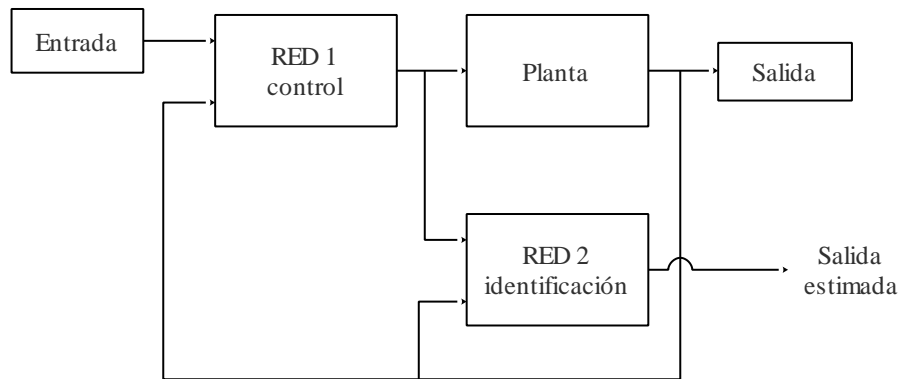 Entrada
RED 1
control
Planta
Salida
RED 2
identificación
Salida
estimada